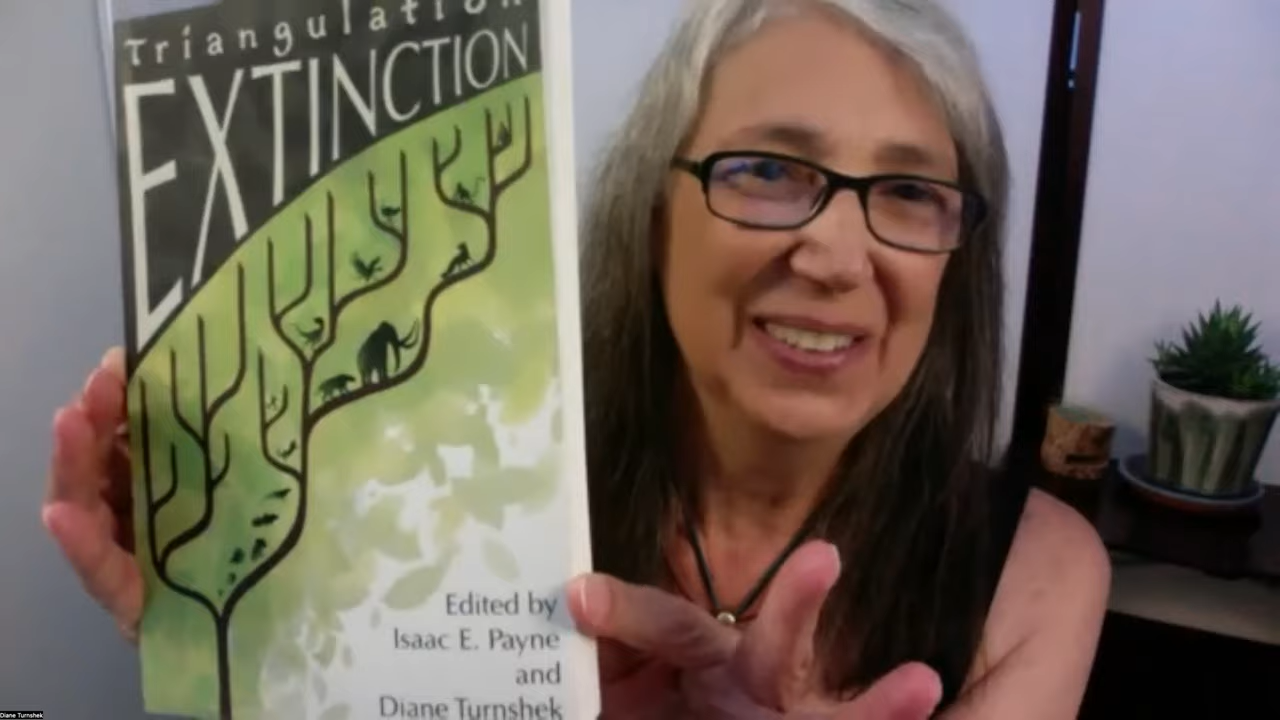 Triangulation
EXTINCTION
Edited by
Isaac E. Payne
and
Diane Turnshek
Diane Turnshek